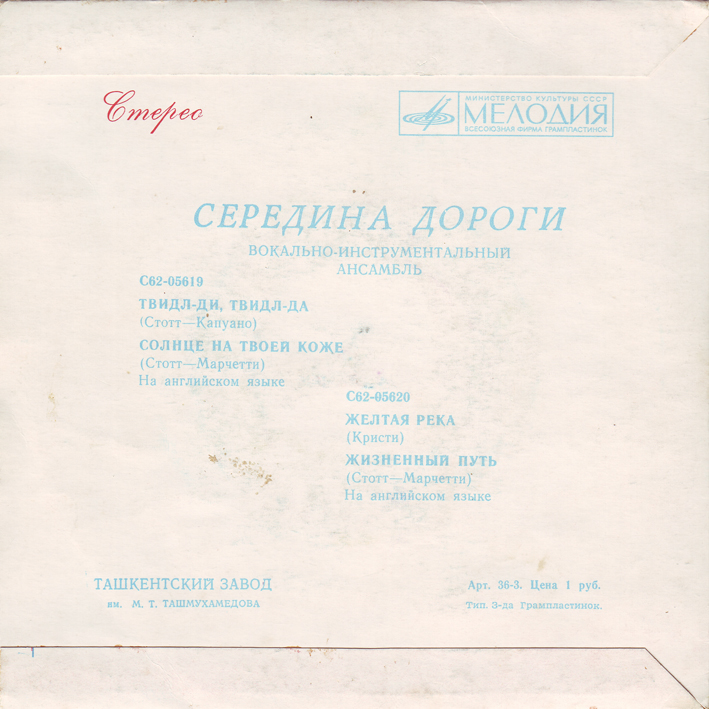 Стерео
МИНИСТЕРСТВО КУЛЬТУРЫ СССР
МЕЛОДИЯ
ВСЕСОЮЗНАЯ ФИРМА ГРАМПЛАСТИНОК
СЕРЕДИНА ДОРОГИ
ВОКАЛЬНО-ИНСТРУМЕНТАЛЬНЫЙ
АНСАМБЛЬ
С62-05619
ТВИДЛ-ДИ, ТВИДЛ-ДА
(Стотт—Капуано)
СОЛНЦЕ НА ТВОЕЙ КОЖЕ
(Стотт—Марчетти)
На английском языке
С62-05620
ЖЕЛТАЯ РЕКА
(Кристи)
ЖИЗНЕННЫЙ ПУТЬ
(Стотт—Марчетти)
На английском языке
ТАШКЕНТСКИЙ ЗАВОД
им. М. Т. ТАШМУХАМЕДОВА
Арт. 36-3. Цена 1 руб.
Тип. З-да Грампластинок.